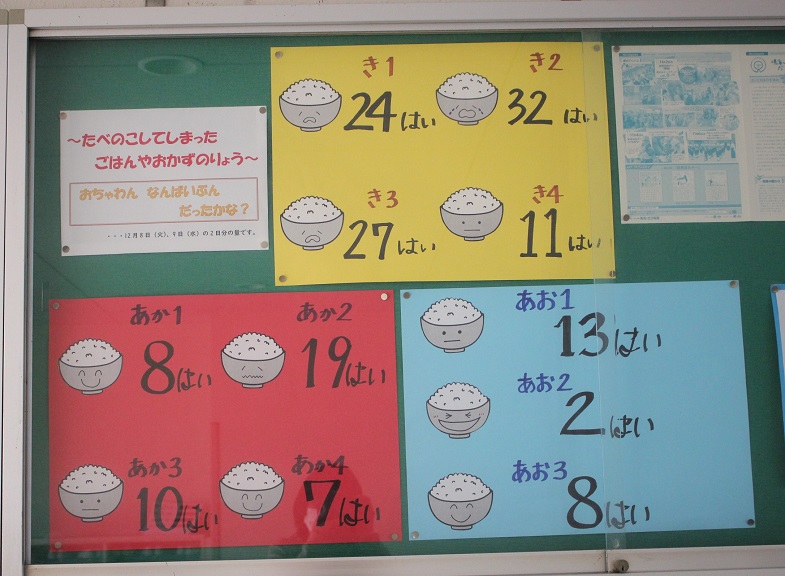 ～たべのこしてしまった
ごはんやおかずのりょう～
おちゃわん なんばいぶん
だったかな？
・・・12月8日（火）、9日（水）の2日分の量です。
き1
24はい
き2
32はい
き3
27はい
き4
11はい
あか1
8はい
あか2
19はい
あか3
10はい
あか4
7はい
あお1
13はい
あお2
2はい
あお3
8はい